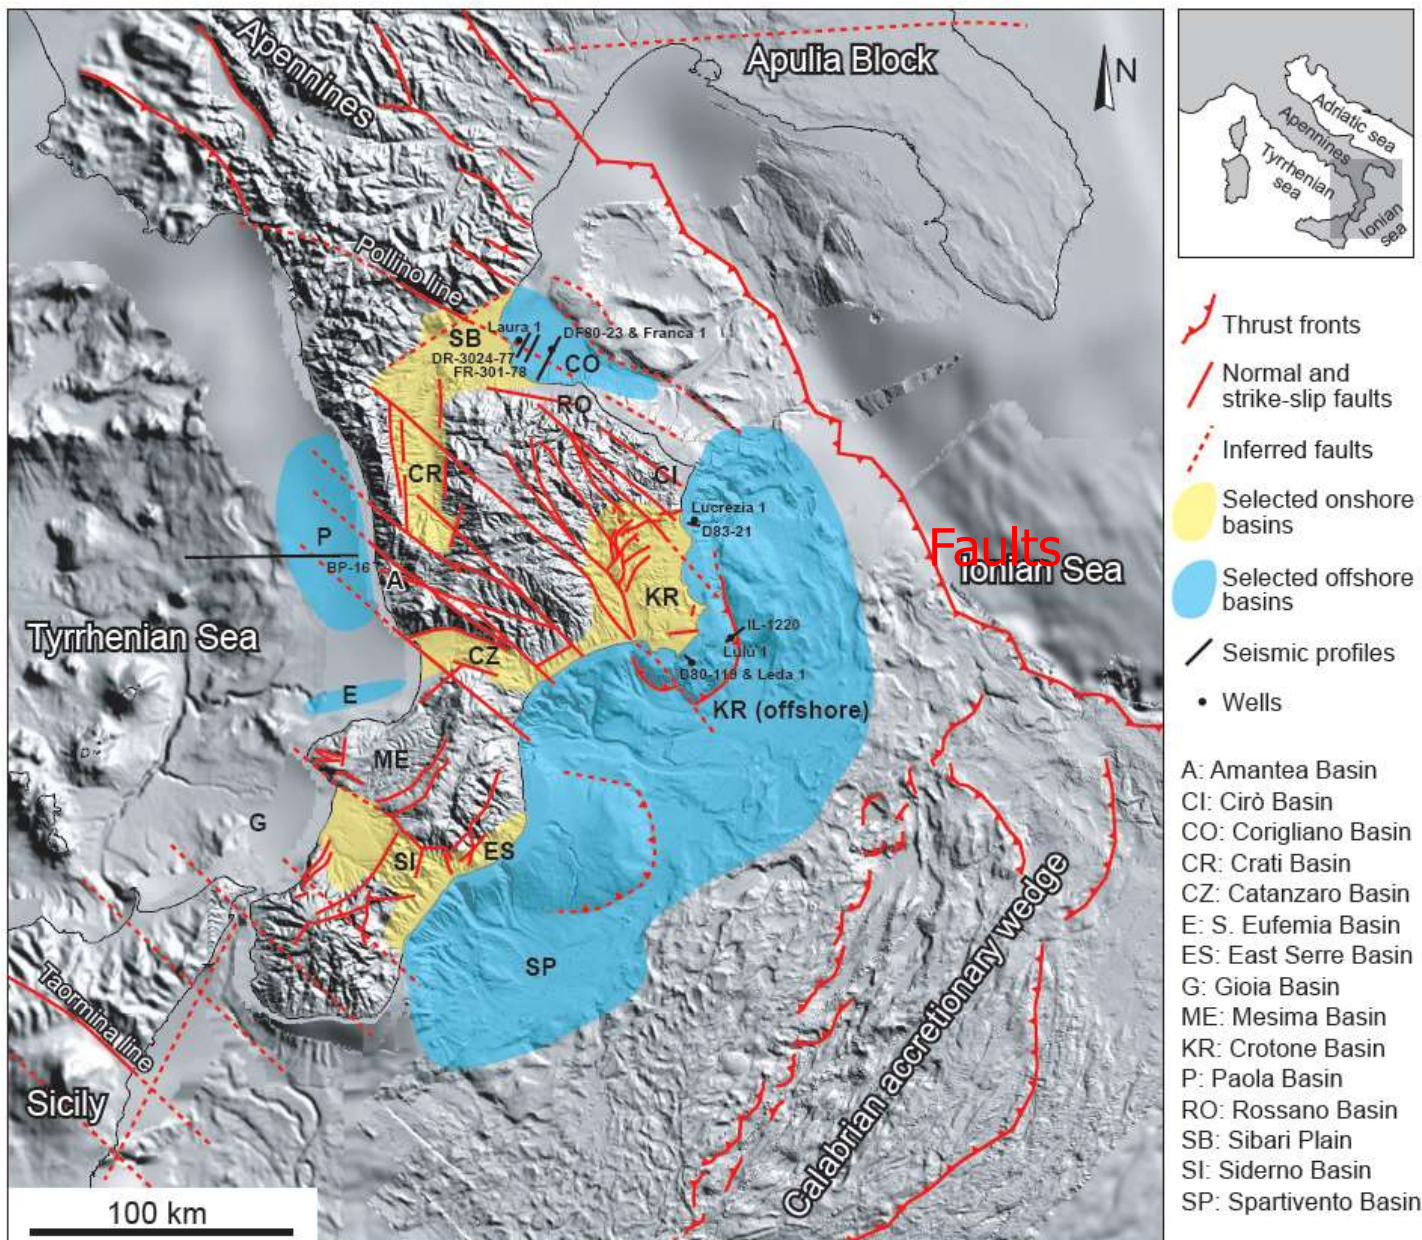 Apennines
Apulia Block
N
Pollino line
SB
Laura 1
DF80-23 & Franca 1
DR-3024-77
FR-301-78
CO
RO
CR
CI
Lucrezia 1
D83-21
P
BP-16
A
KR
Faults
Ionian Sea
Tyrrhenian Sea
IL-1220
Lulù 1
CZ
D80-119 & Leda 1
E
KR (offshore)
ME
G
SI
ES
SP
Taormina line
Sicily
Calabrian accretionary wedge
100 km
Adriatic sea
Apennines
Tyrrhenian
sea
Ionian
sea
Thrust fronts
Normal and
strike-slip faults
Inferred faults
Selected onshore
basins
Selected offshore
basins
Seismic profiles
Wells
A: Amantea Basin
CI: Cirò Basin
CO: Corigliano Basin
CR: Crati Basin
CZ: Catanzaro Basin
E: S. Eufemia Basin
ES: East Serre Basin
G: Gioia Basin
ME: Mesima Basin
KR: Crotone Basin
P: Paola Basin
RO: Rossano Basin
SB: Sibari Plain
SI: Siderno Basin
SP: Spartivento Basin